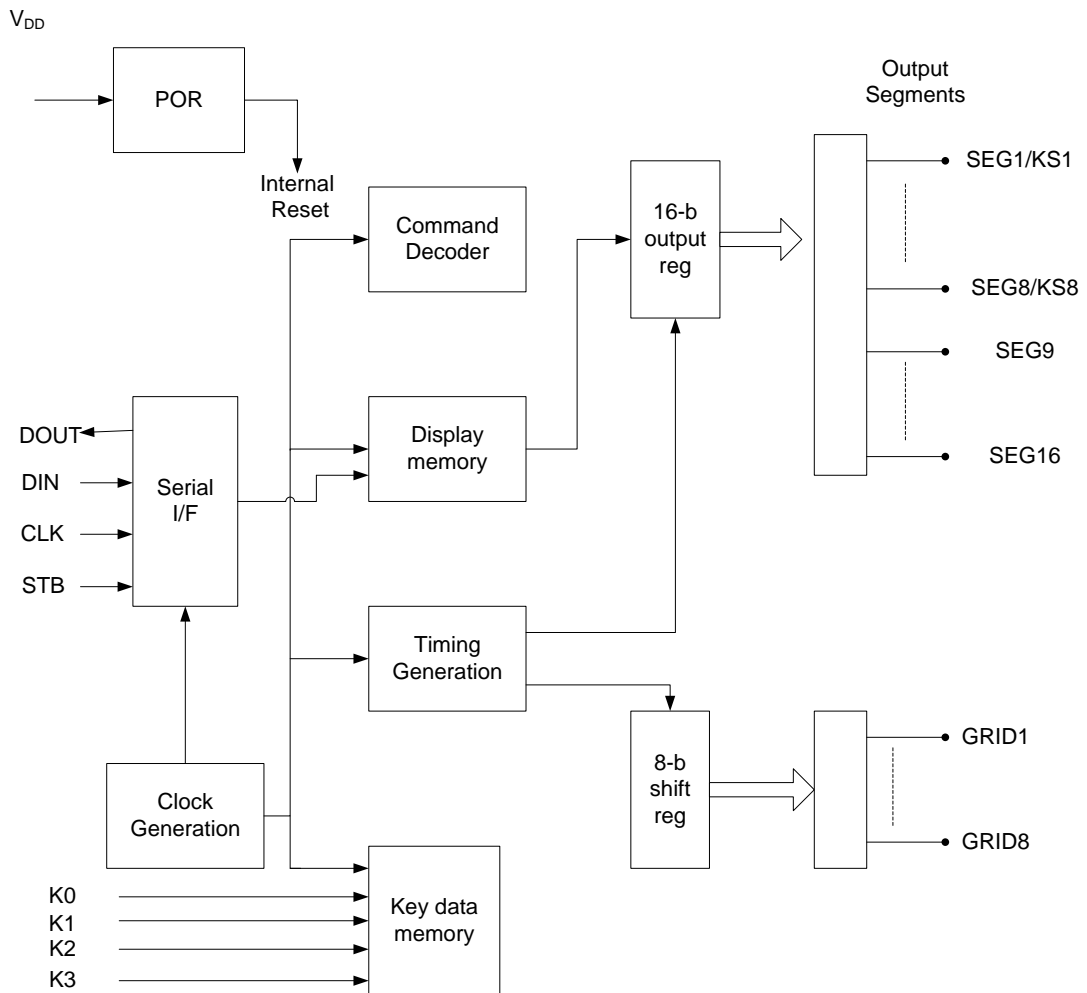 VDD
POR
Internal
Reset
Output
Segments
Command
Decoder
16-b
output
reg
SEG1/KS1
SEG8/KS8
SEG9
SEG16
DOUT
DIN
CLK
STB
Serial
I/F
Display
memory
Timing
Generation
Clock
Generation
8-b
shift
reg
GRID1
GRID8
K0
K1
K2
K3
Key data
memory